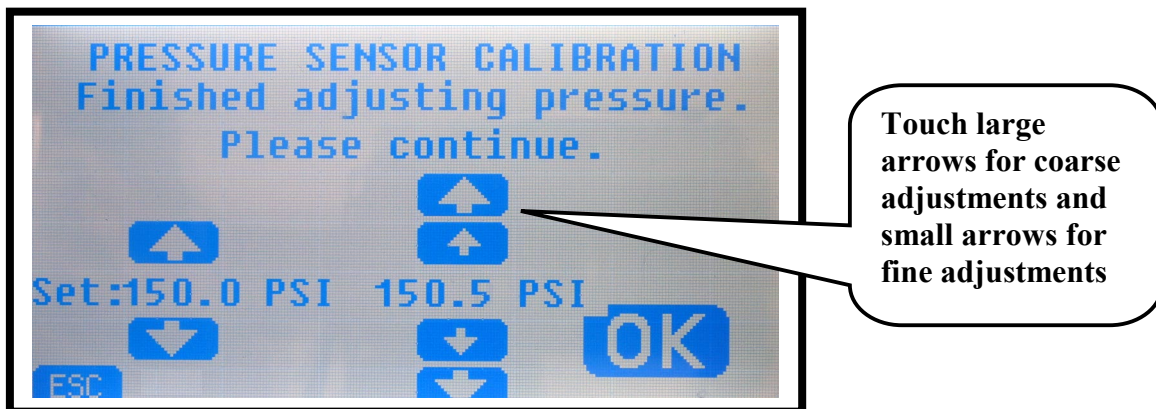 PRESSURE SENSOR CALIBRATION
Finished adjusting pressure.
Please continue.
Set:150.0 PSI 150.5 PSI
OK
ESC
Touch large
arrows for coarse
adjustments and
small arrows for
fine adjustments